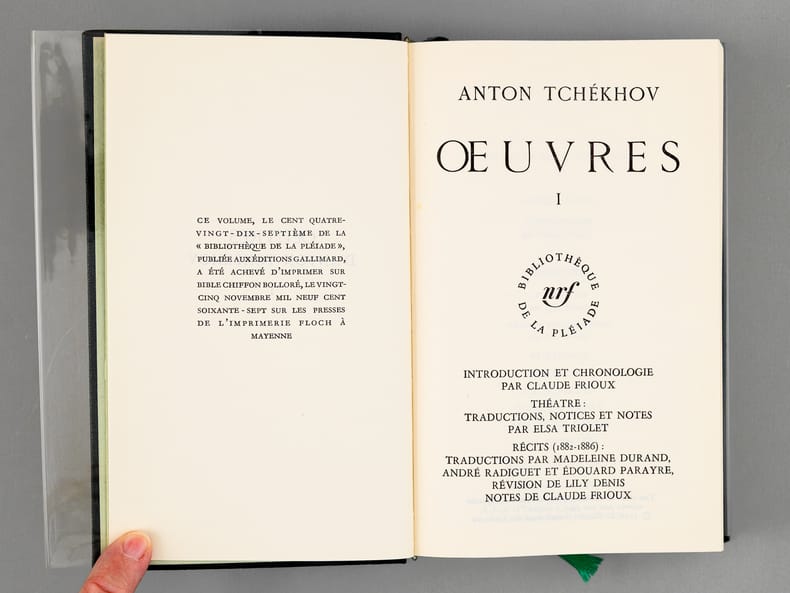 CE VOLUME, LE CENT QUATRE-
VINGT-DIX-SEPTIÈME DE LA
« BIBLIOTHÈQUE DE LA PLÉIADE »,
PUBLIÉE AUX ÉDITIONS GALLIMARD,
A ÉTÉ ACHEVÉ D'IMPRIMER SUR
BIBLE CHIFFON BOLLORÉ, LE VINGT-
CINQ NOVEMBRE MIL NEUF CENT
SOIXANTE-SEPT SUR LES PRESSES
DE L'IMPRIMERIE FLOCH À
MAYENNE
ANTON TCHÉKHOV
ŒUVRES
I
BIBLIOTHÈQUE
nrf
DE LA PLÉIADE
INTRODUCTION ET CHRONOLOGIE
PAR CLAUDE FRIOUX
THÉATRE :
TRADUCTIONS, NOTICES ET NOTES
PAR ELSA TRIOLET
RÉCITS (1882-1886) :
TRADUCTIONS PAR MADELEINE DURAND,
ANDRÉ RADIGUET ET ÉDOUARD PARAYRE,
RÉVISION DE LILY DENIS
NOTES DE CLAUDE FRIOUX